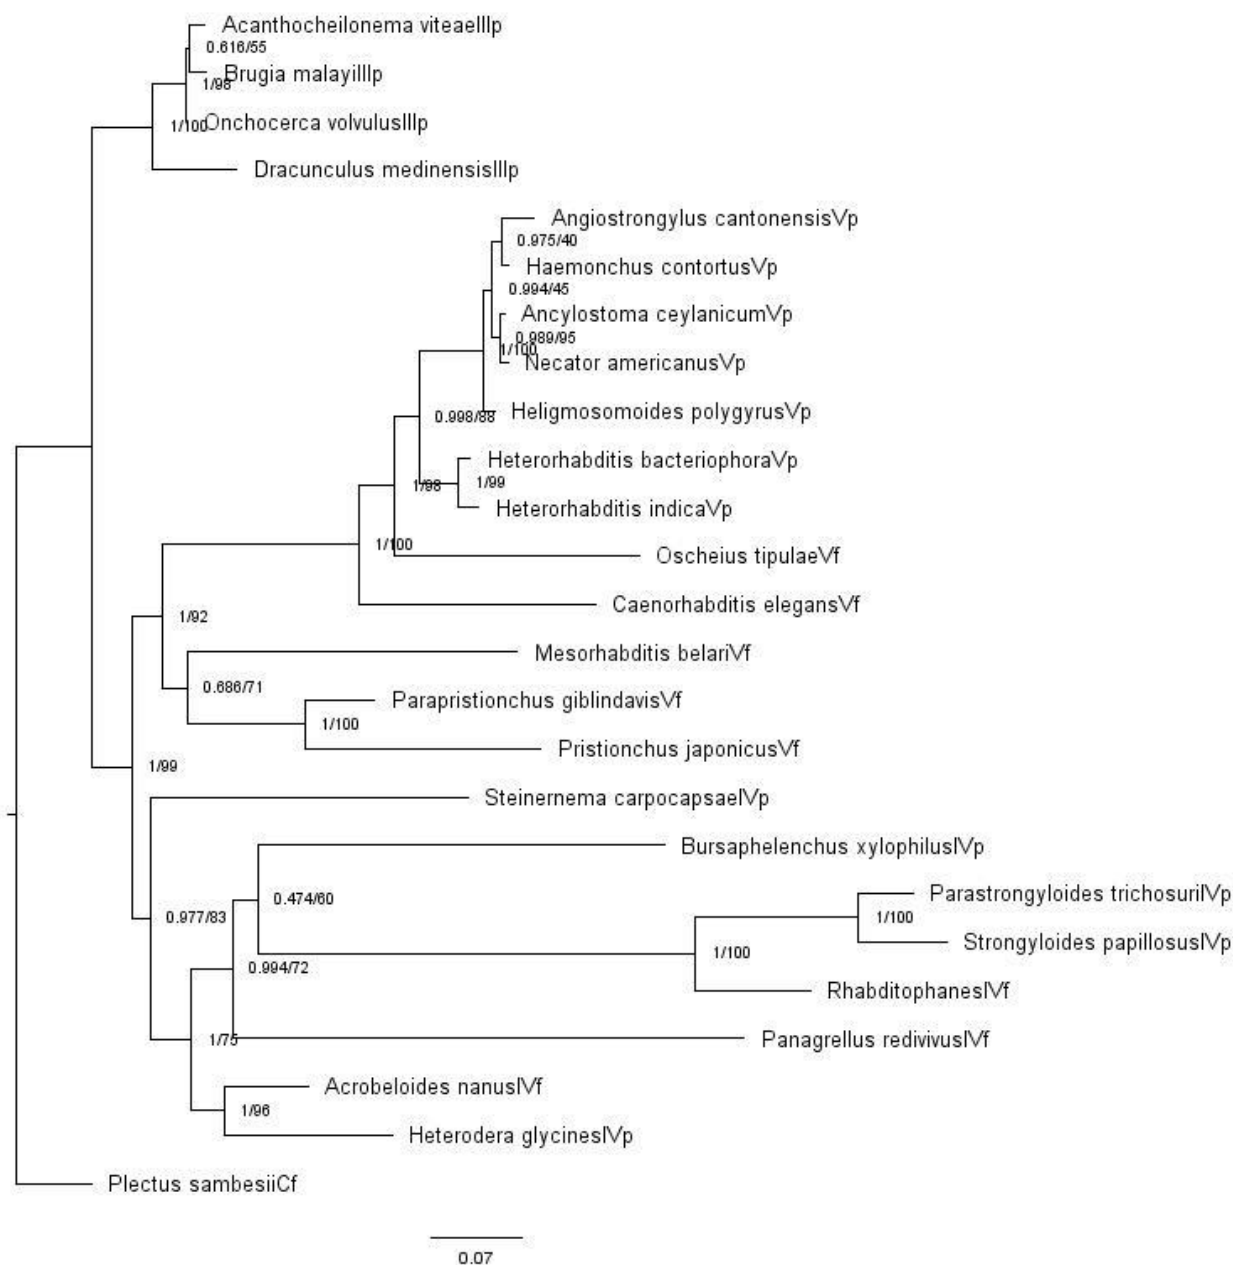 Acanthocheilonema viteaeIIIp
0.616/55
Brugia malayiIIIp
1/98
Onchocerca volvulusIIIp
1/100
Dracunculus medinensisIIIp
Angiostrongylus cantonensisVp
0.975/40
Haemonchus contortusVp
0.994/45
Ancylostoma ceylanicumVp
0.989/95
1/100
Necator americanusVp
Heligmosomoides polygyrusVp
0.998/88
Heterorhabditis bacteriophoraVp
1/98
1/99
Heterorhabditis indicaVp
1/100
Oscheius tipulaeVf
Caenorhabditis elegansVf
1/92
Mesorhabditis belariVf
0.686/71
Parapristionchus giblindavisVf
1/100
Pristionchus japonicusVf
1/99
Steinernema carpocapsaeIVp
Bursaphelenchus xylophilusIVp
0.474/60
Parastrongyloides trichosuriIVp
0.977/83
1/100
Strongyloides papillosusIVp
1/100
0.994/72
RhabditophanesIVf
1/75
Panagrellus redivivusIVf
Acrobeloides nanusIVf
1/96
Heterodera glycinesIVp
Plectus sambesiiCf
0.07